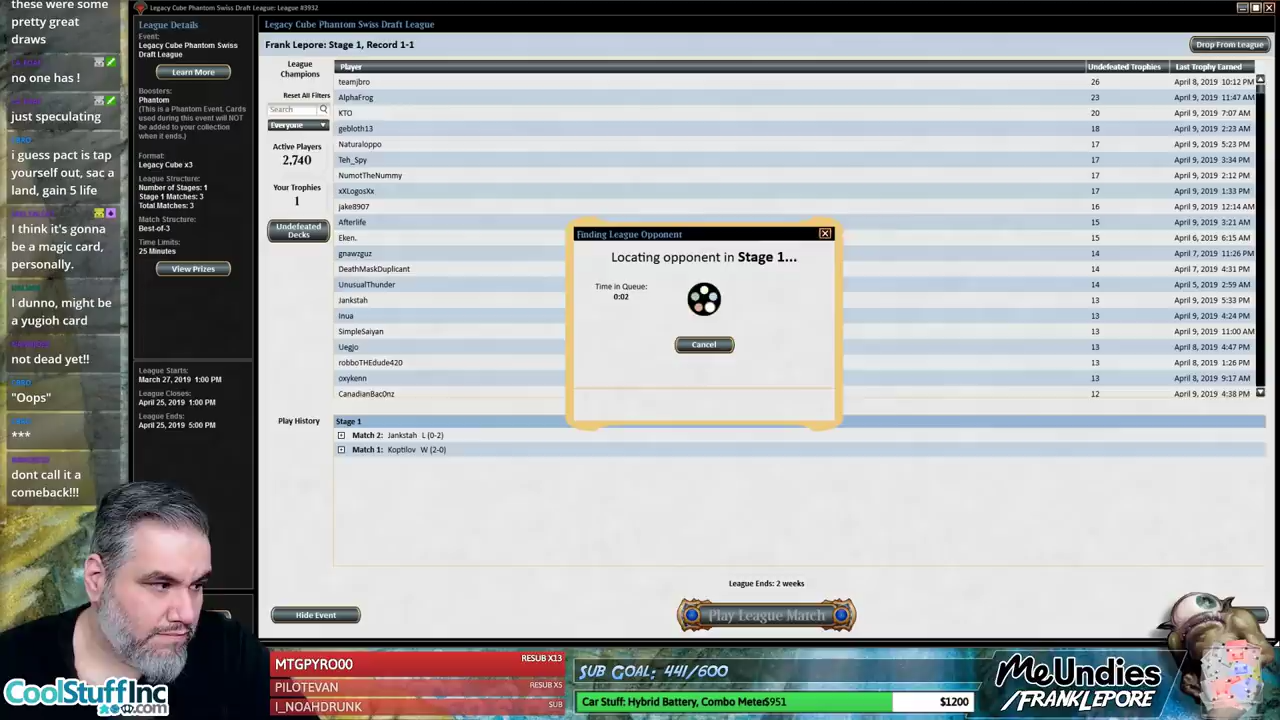 these were some
pretty great
draws
no one has !
just speculating
i guess pact is tap
yourself out, sac a
land, gain 5 life
I think it's gonna
be a magic card,
personally.
I dunno, might be
a yugioh card
not dead yet!!
"Oops"
***
dont call it a
comeback!!!
Legacy Cube Phantom Swiss Draft League: League #3932
League Details
Event:
Legacy Cube Phantom Swiss
Draft League
Learn More
Boosters:
Phantom
(This is a Phantom Event. Cards
used during this event will NOT
be added to your collection
when it ends.)
Format:
Legacy Cube x3
League Structure:
Number of Stages: 1
Stage 1 Matches: 3
Total Matches: 3
Match Structure:
Best-of-3
Time Limits:
25 Minutes
View Prizes
League Starts:
March 27, 2019 1:00 PM
League Closes:
April 25, 2019 1:00 PM
League Ends:
April 25, 2019 5:00 PM
Legacy Cube Phantom Swiss Draft League
Frank Lepore: Stage 1, Record 1-1
Drop From League
League
Champions
Reset All Filters
Search
Everyone
Active Players
2,740
Your Trophies
1
Undefeated
Decks
Player Undefeated Trophies Last Trophy Earned
teamjbro 26 April 8, 2019 10:12 PM
AlphaFrog 23 April 9, 2019 11:47 AM
KTO 20 April 9, 2019 7:07 AM
gebloth13 18 April 9, 2019 2:23 AM
Naturaloppo 17 April 9, 2019 5:23 PM
Teh_Spy 17 April 9, 2019 3:34 PM
NumotTheNummy 17 April 9, 2019 2:12 PM
xXLogosXx 17 April 9, 2019 1:33 PM
jake8907 16 April 9, 2019 12:14 AM
Afterlife 15 April 9, 2019 3:21 AM
Eken. 15 April 9, 2019 6:15 AM
gnawzguz 14 April 7, 2019 11:26 PM
DeathMaskDuplicant 14 April 7, 2019 4:31 PM
UnusualThunder 14 April 5, 2019 2:59 AM
Jankstah 13 April 9, 2019 5:33 PM
Inua 13 April 9, 2019 4:24 PM
SimpleSaiyan 13 April 9, 2019 11:00 AM
Uegjo 13 April 8, 2019 8:47 PM
robboTHEdude420 13 April 8, 2019 1:26 PM
oxykenn 13 April 8, 2019 9:17 AM
CanadianBac0nz 12 April 9, 2019 4:38 PM
Finding League Opponent
Locating opponent in Stage 1...
Time in Queue:
0:02
Cancel
Play History
Stage 1
Match 2: Jankstah L (0-2)
Match 1: Koptilov W (2-0)
League Ends: 2 weeks
Hide Event
Play League Match
MTGPYRO00 RESUB X13
PILOTEVAN RESUB X5
I_NOAHDRUNK SUB
SUB GOAL: 441/600
Car Stuff: Hybrid Battery, Combo Meter $951 $1200
MeUndies
FRANKLEPORE
CoolStuffInc
.com